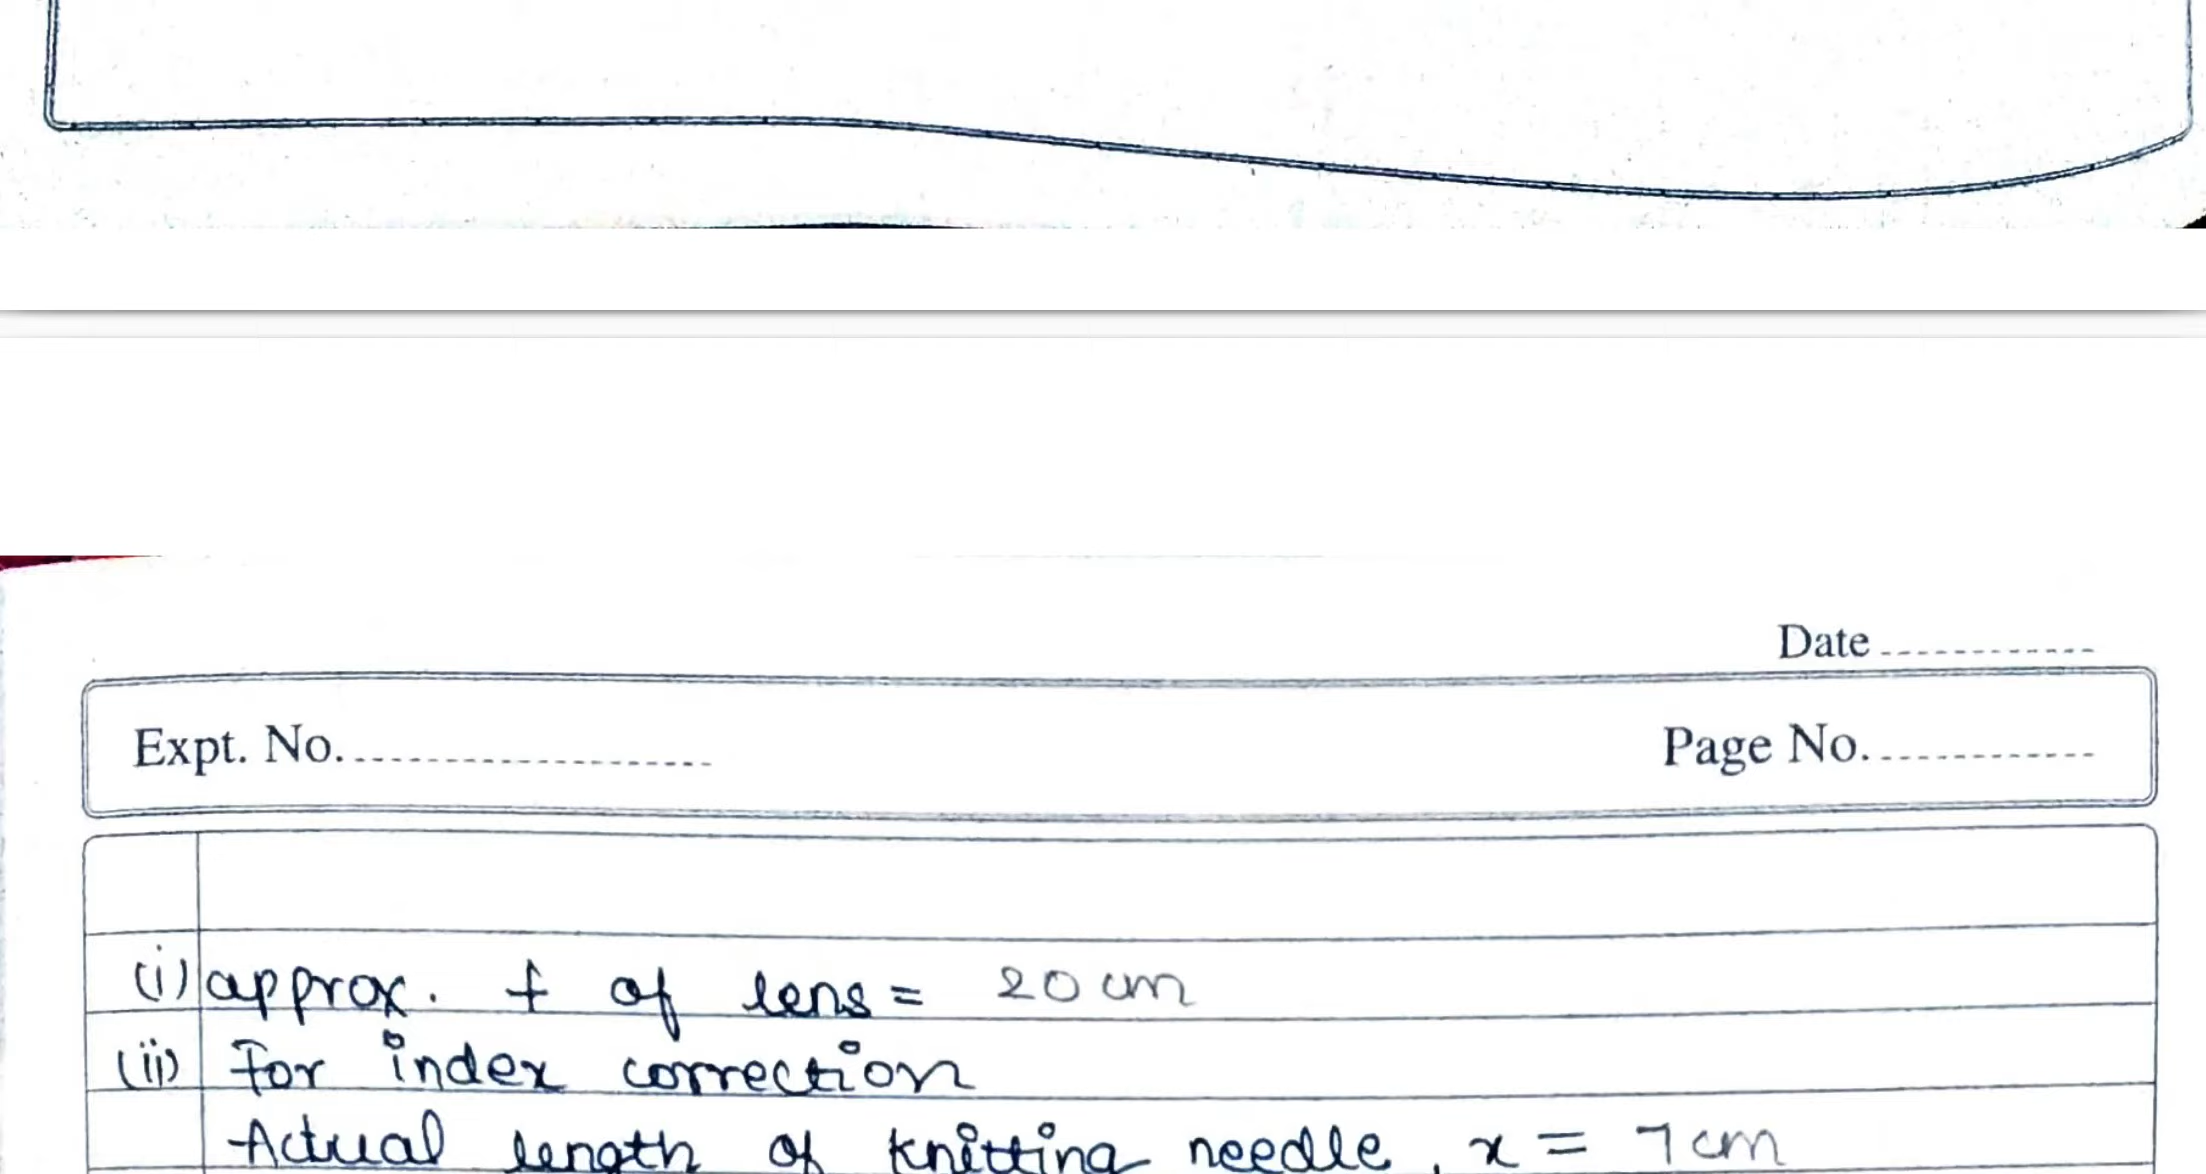 Date
Expt. No.
Page No.
(i) approx. f of lens = 20 cm
(ii) For index correction
Actual length of knitting needle, x = 7 cm